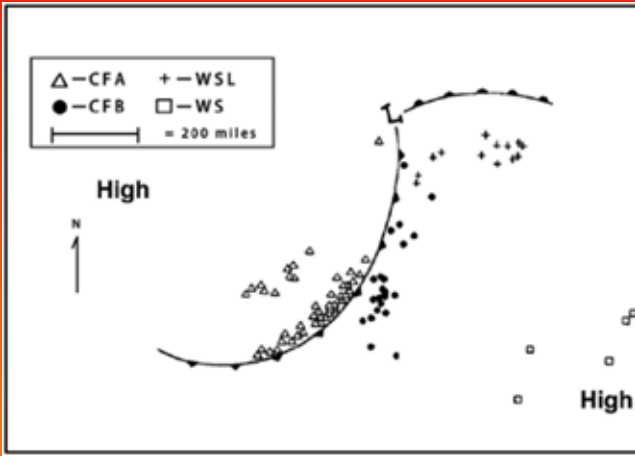 △—CFA +—WSL
●—CFB □—WS
= 200 miles
High
N
L
High